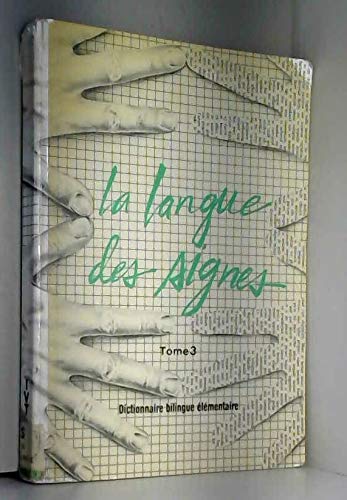 la langue
des signes
Tome 3
Dictionnaire bilingue élémentaire
I
V
T